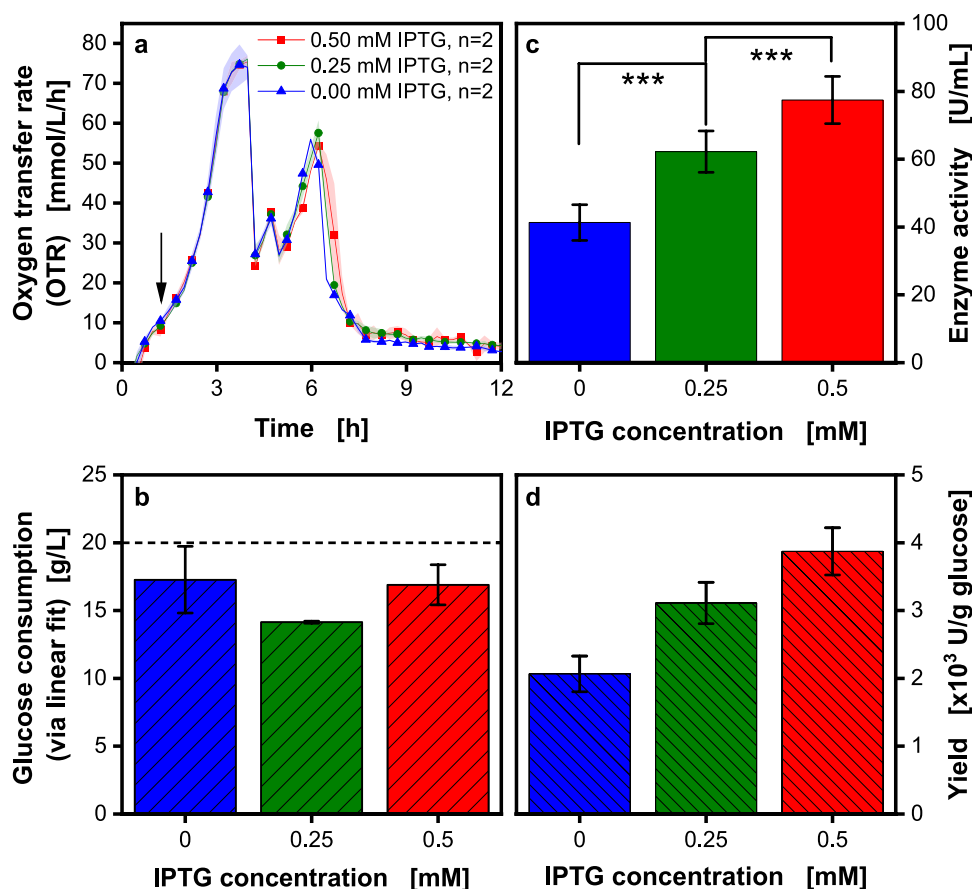 a
0.50 mM IPTG, n=2
0.25 mM IPTG, n=2
0.00 mM IPTG, n=2
80
70
60
50
40
30
20
10
0
0
3
6
9
12
Oxygen transfer rate
(OTR) [mmol/L/h]
Time [h]
c
***
***
100
80
60
40
20
0
0
0.25
0.5
Enzyme activity [U/mL]
IPTG concentration [mM]
b
25
20
15
10
5
0
0
0.25
0.5
Glucose consumption
(via linear fit) [g/L]
IPTG concentration [mM]
d
5
4
3
2
1
0
0
0.25
0.5
Yield [x10³ U/g glucose]
IPTG concentration [mM]